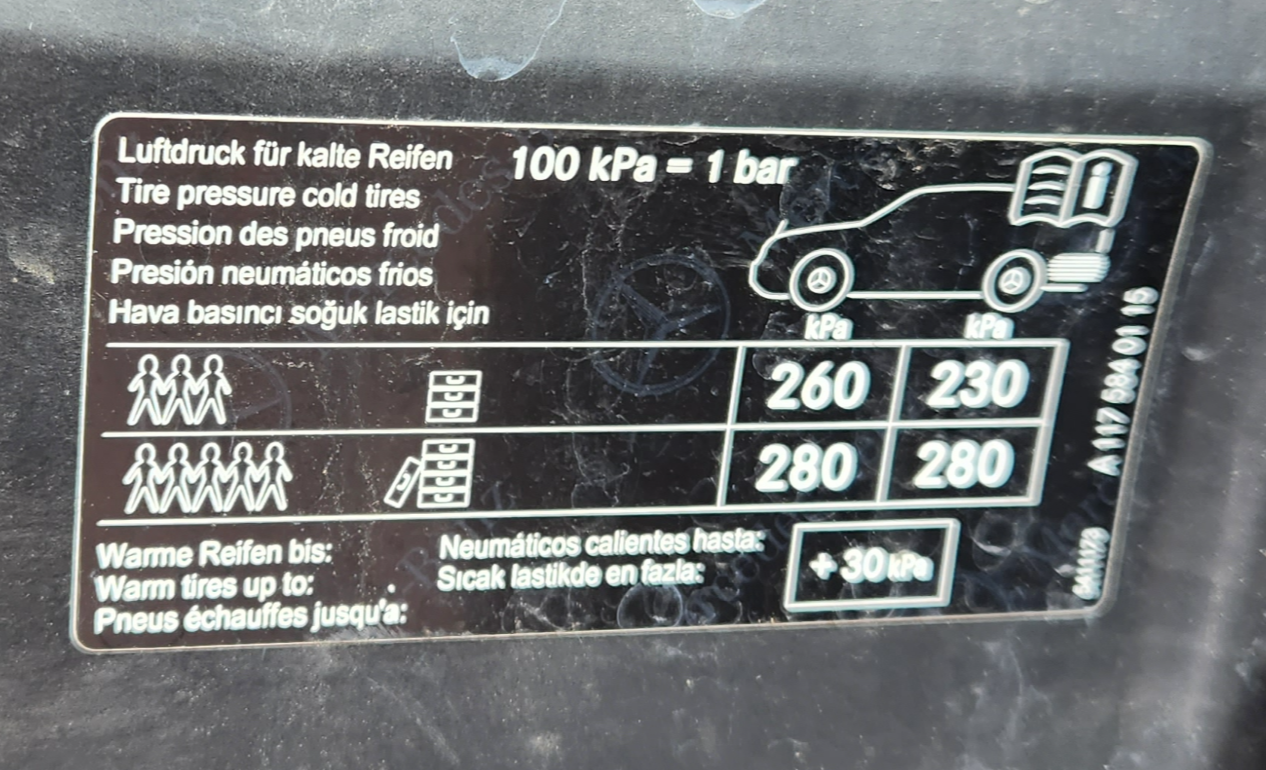 Luftdruck für kalte Reifen 100 kPa = 1 bar
Tire pressure cold tires
Pression des pneus froid
Presión neumáticos frios
Hava basıncı soğuk lastik için
kPa kPa
260 230
280 280
Warme Reifen bis: Neumáticos calientes hasta:
Warm tires up to: Sıcak lastikde en fazla:
Pneus échauffes jusqu'a:
+ 30 kPa
A 117 584 01 15